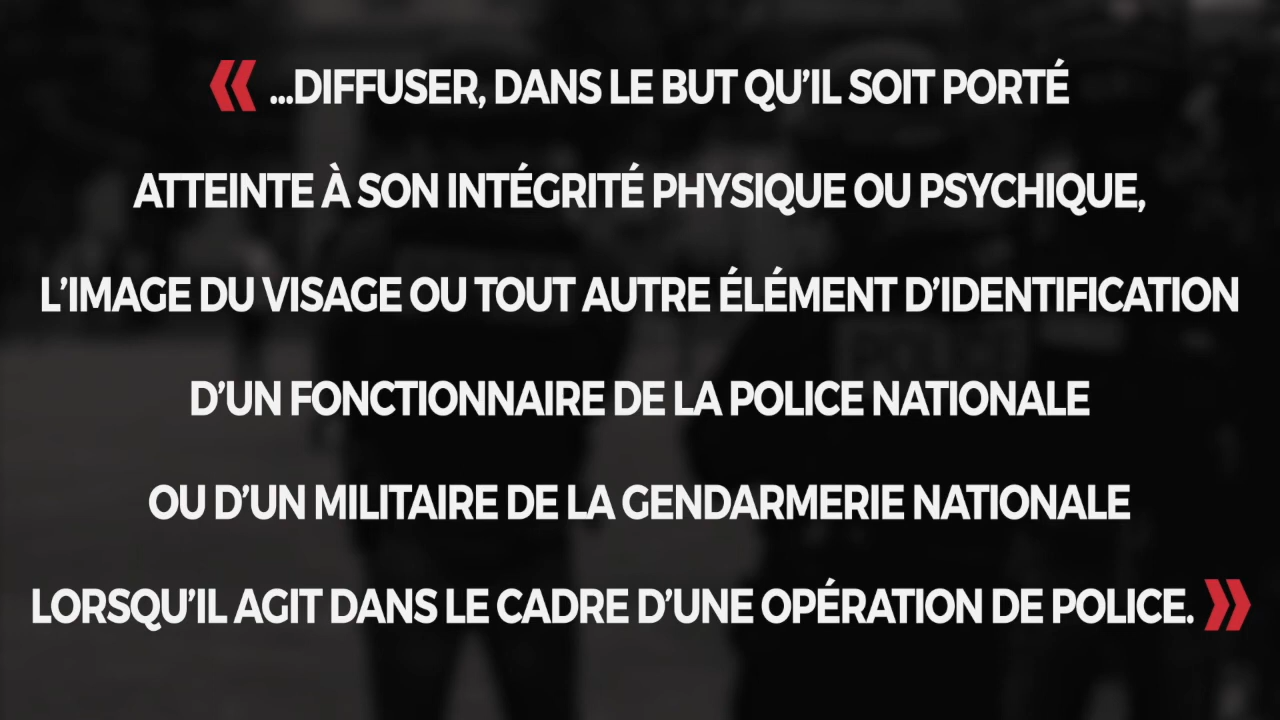 « ...DIFFUSER, DANS LE BUT QU’IL SOIT PORTÉ
ATTEINTE À SON INTÉGRITÉ PHYSIQUE OU PSYCHIQUE,
L’IMAGE DU VISAGE OU TOUT AUTRE ÉLÉMENT D’IDENTIFICATION
D’UN FONCTIONNAIRE DE LA POLICE NATIONALE
OU D’UN MILITAIRE DE LA GENDARMERIE NATIONALE
LORSQU’IL AGIT DANS LE CADRE D’UNE OPÉRATION DE POLICE. »